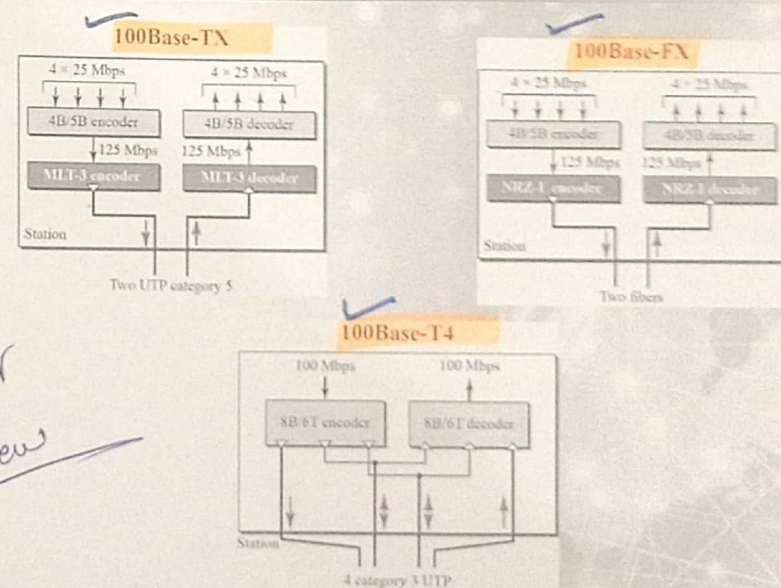 100Base-TX
4 × 25 Mbps
4 × 25 Mbps
4B/5B encoder
4B/5B decoder
125 Mbps
125 Mbps
MLT-3 encoder
MLT-3 decoder
Station
Two UTP category 5
100Base-FX
4 × 25 Mbps
4 × 25 Mbps
4B/5B encoder
4B/5B decoder
125 Mbps
125 Mbps
NRZ-I encoder
NRZ-I decoder
Station
Two fibers
100Base-T4
100 Mbps
100 Mbps
8B/6T encoder
8B/6T decoder
Station
4 category 3 UTP